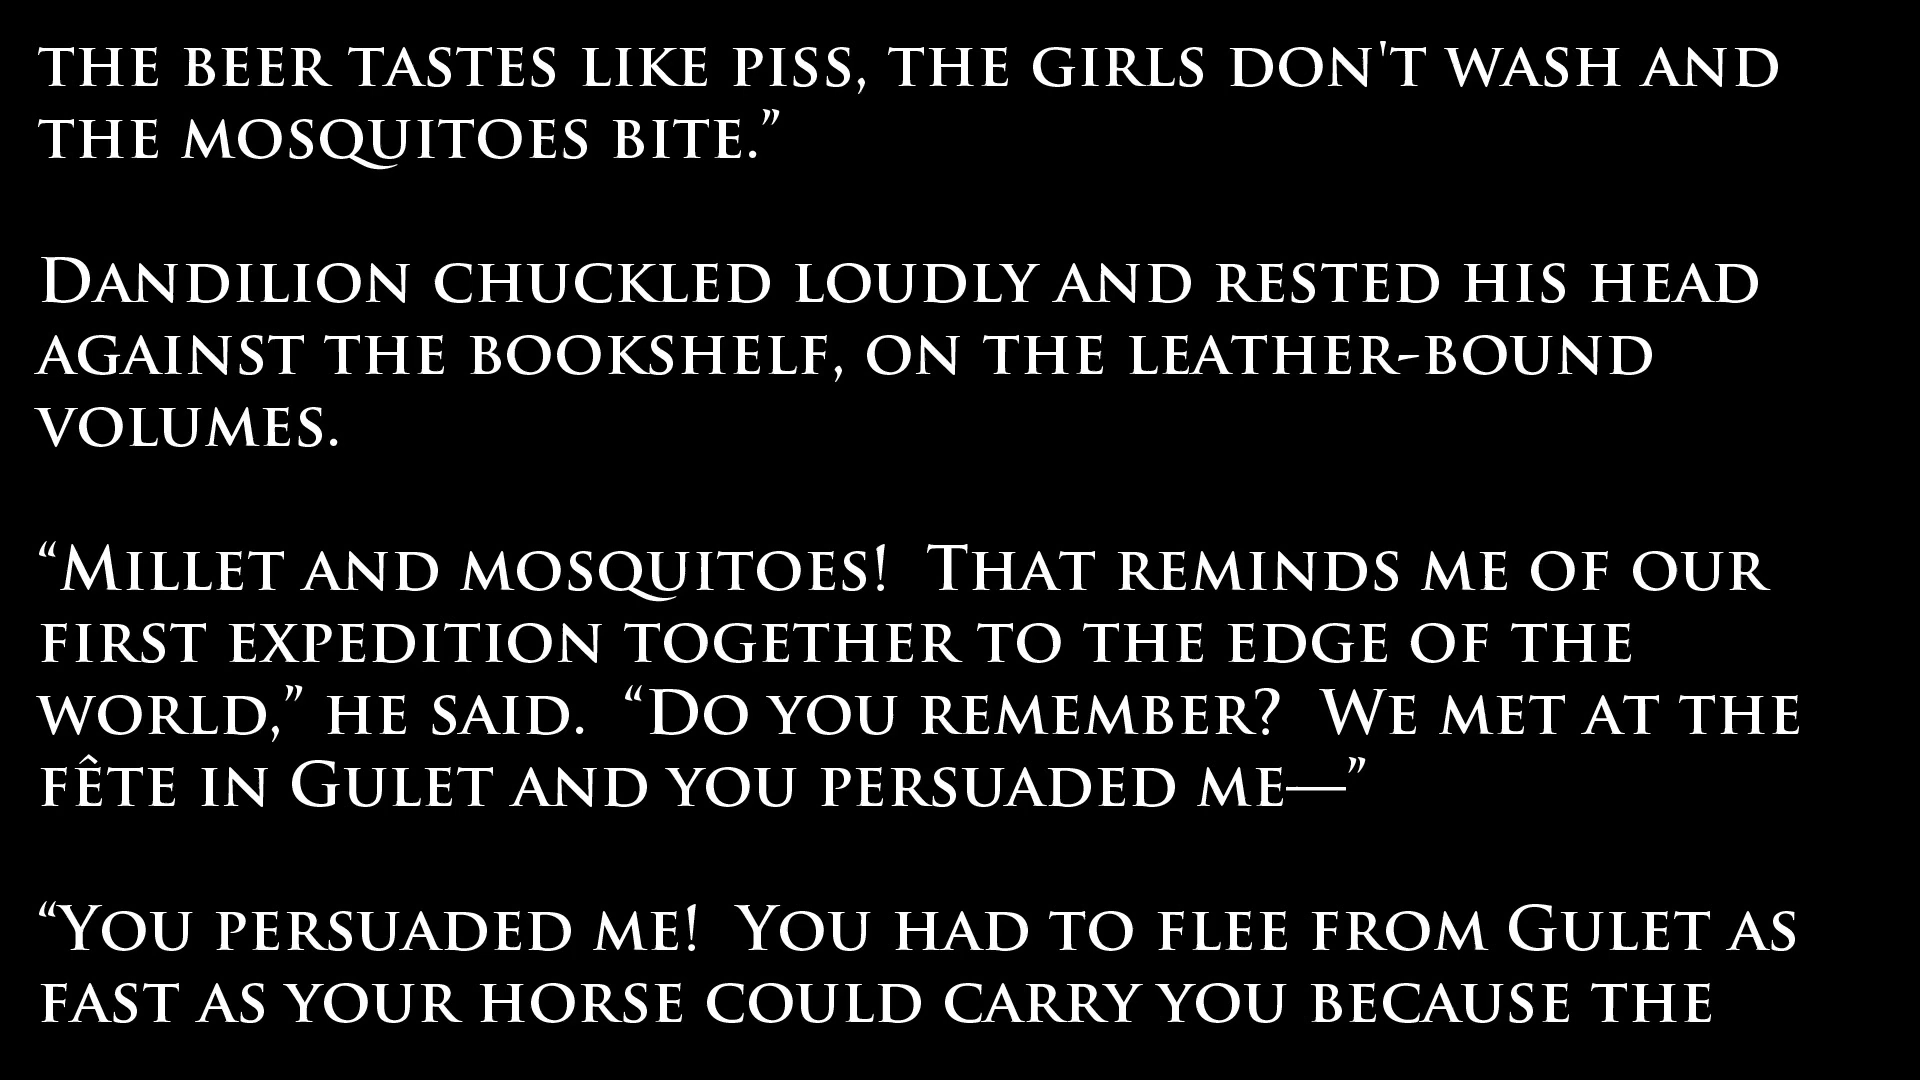 the beer tastes like piss, the girls don't wash and
the mosquitoes bite.”
Dandilion chuckled loudly and rested his head
against the bookshelf, on the leather-bound
volumes.
“Millet and mosquitoes!  That reminds me of our
first expedition together to the edge of the
world,” he said.  “Do you remember?  We met at the
fête in Gulet and you persuaded me—”
“You persuaded me!  You had to flee from Gulet as
fast as your horse could carry you because the